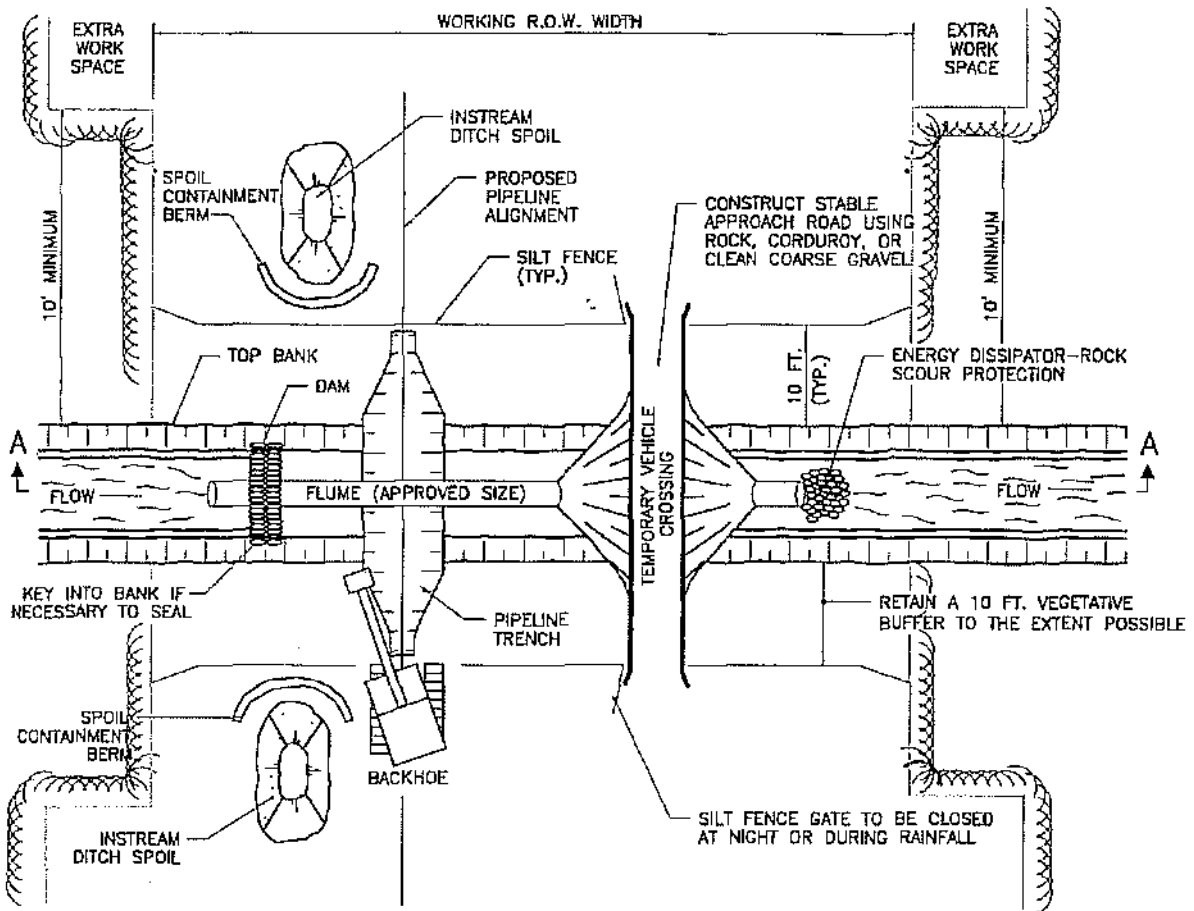 WORKING R.O.W. WIDTH
EXTRA
WORK
SPACE
EXTRA
WORK
SPACE
INSTREAM
DITCH SPOIL
SPOIL
CONTAINMENT
BERM
PROPOSED
PIPELINE
ALIGNMENT
CONSTRUCT STABLE
APPROACH ROAD USING
ROCK, CORDUROY, OR
CLEAN COARSE GRAVEL
SILT FENCE
(TYP.)
10' MINIMUM
10' MINIMUM
TOP BANK
DAM
10 FT.
(TYP.)
ENERGY DISSIPATOR-ROCK
SCOUR PROTECTION
A
A
FLOW
FLUME (APPROVED SIZE)
TEMPORARY VEHICLE
CROSSING
FLOW
KEY INTO BANK IF
NECESSARY TO SEAL
PIPELINE
TRENCH
RETAIN A 10 FT. VEGETATIVE
BUFFER TO THE EXTENT POSSIBLE
SPOIL
CONTAINMENT
BERM
BACKHOE
INSTREAM
DITCH SPOIL
SILT FENCE GATE TO BE CLOSED
AT NIGHT OR DURING RAINFALL